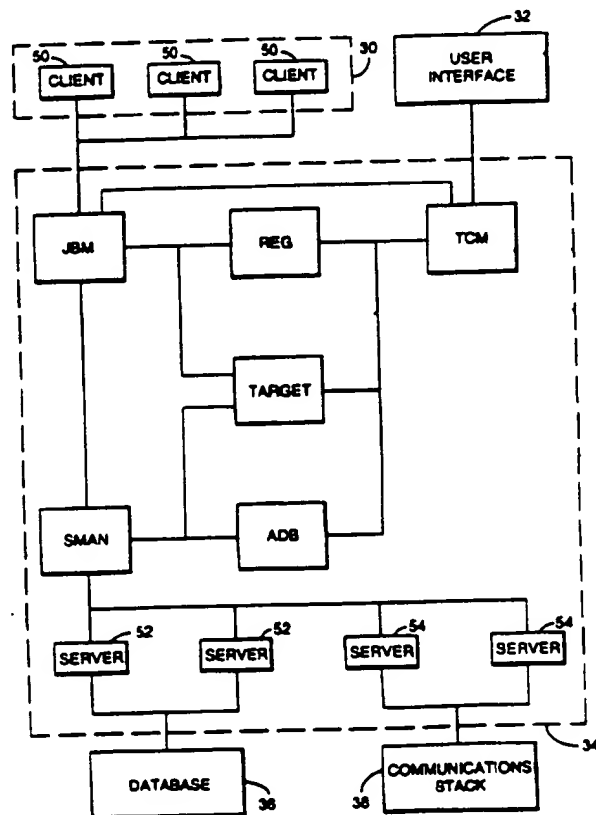 50 50 50
CLIENT CLIENT CLIENT
30
32
USER
INTERFACE
JBM
REG
TCM
TARGET
SMAN
ADB
52 52 54 54
SERVER SERVER SERVER SERVER
34
DATABASE
36
COMMUNICATIONS
STACK
38